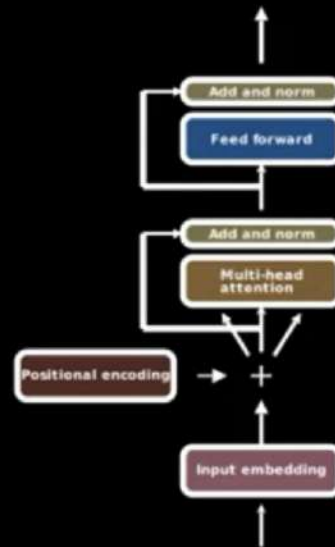 Add and norm
Feed forward
Add and norm
Multi-head
attention
Positional encoding
+
Input embedding